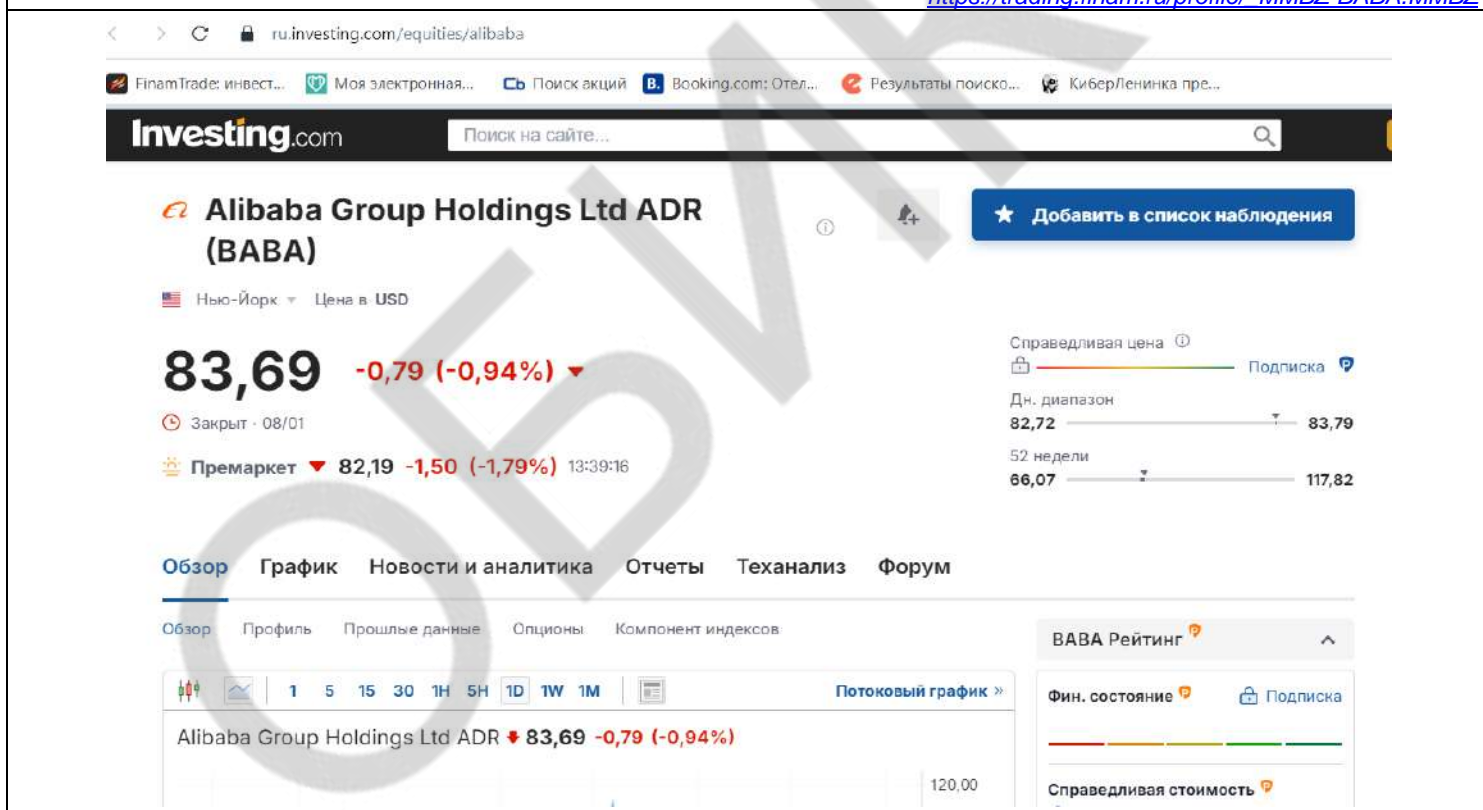 https://trading.finam.ru/profile/_MMBZ-BABA.MMBZ
ru.investing.com/equities/alibaba
FinamTrade: инвест... Моя электронная... Cb Поиск акций B. Booking.com: Отел... Результаты поиско... КиберЛенинка пре...
Investing.com Поиск на сайте...
Alibaba Group Holdings Ltd ADR
(BABA)
Добавить в список наблюдения
Нью-Йорк Цена в USD
83,69 -0,79 (-0,94%)
Закрыт · 08/01
Премаркет 82,19 -1,50 (-1,79%) 13:39:16
Справедливая цена
Подписка
Дн. диапазон
82,72 83,79
52 недели
66,07 117,82
Обзор График Новости и аналитика Отчеты Теханализ Форум
Обзор Профиль Прошлые данные Опционы Компонент индексов
BABA Рейтинг
1 5 15 30 1H 5H 1D 1W 1M Потоковый график »
Фин. состояние Подписка
Alibaba Group Holdings Ltd ADR 83,69 -0,79 (-0,94%)
120,00
Справедливая стоимость
ОБИК